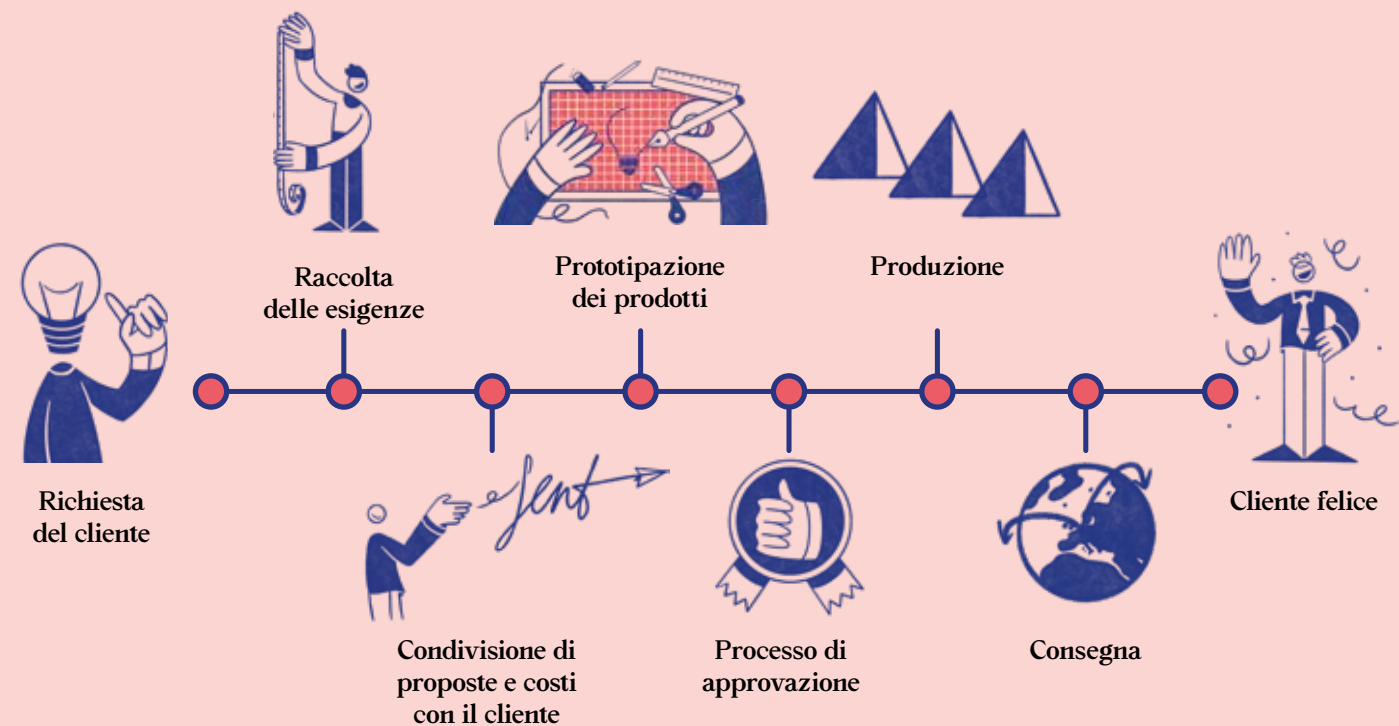 Richiesta
del cliente
Raccolta
delle esigenze
Condivisione di
proposte e costi
con il cliente
sent
Prototipazione
dei prodotti
Processo di
approvazione
Produzione
Consegna
Cliente felice